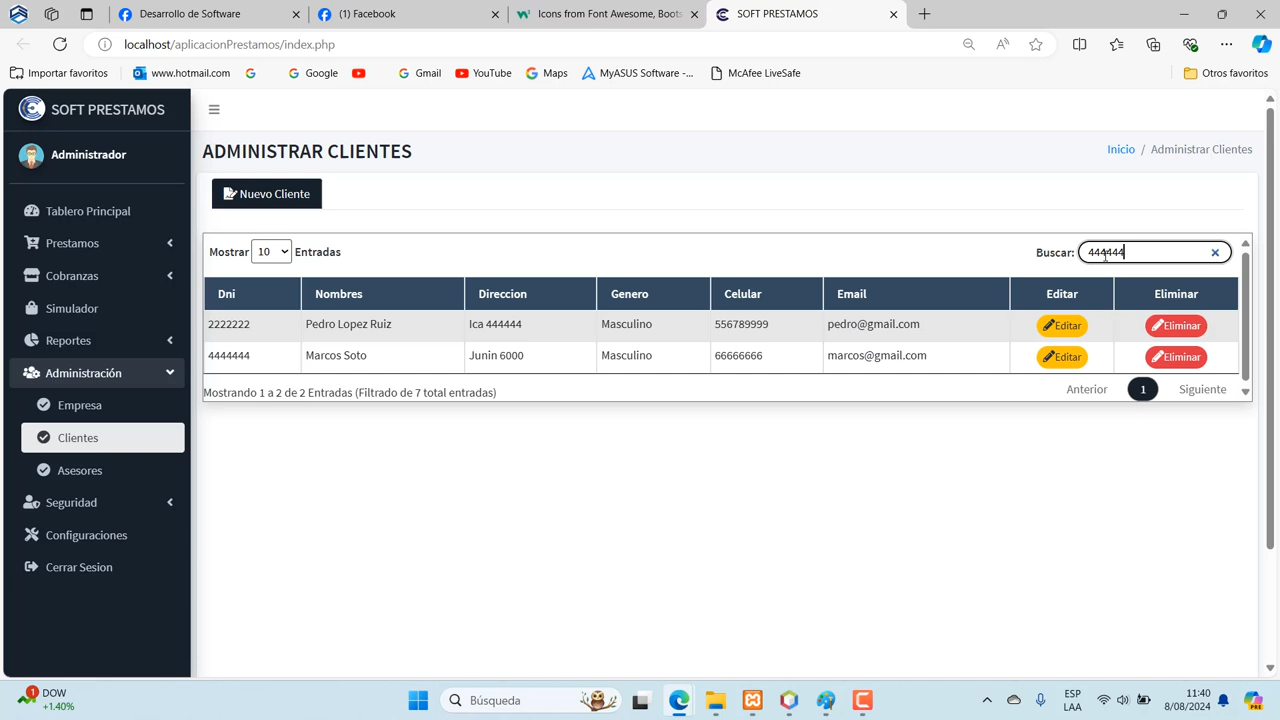 Desarrollo de Software
(1) Facebook
Icons from Font Awesome, Boots
SOFT PRESTAMOS
localhost/aplicacionPrestamos/index.php
Importar favoritos
www.hotmail.com
Google
Gmail
YouTube
Maps
MyASUS Software -...
McAfee LiveSafe
Otros favoritos
SOFT PRESTAMOS
Administrador
Tablero Principal
Prestamos
Cobranzas
Simulador
Reportes
Administración
Empresa
Clientes
Asesores
Seguridad
Configuraciones
Cerrar Sesion
ADMINISTRAR CLIENTES
Inicio / Administrar Clientes
Nuevo Cliente
Mostrar 10 Entradas
Buscar: 444444
Dni Nombres Direccion Genero Celular Email Editar Eliminar
2222222 Pedro Lopez Ruiz Ica 444444 Masculino 556789999 pedro@gmail.com Editar Eliminar
4444444 Marcos Soto Junin 6000 Masculino 66666666 marcos@gmail.com Editar Eliminar
Mostrando 1 a 2 de 2 Entradas (Filtrado de 7 total entradas)
Anterior 1 Siguiente
1
DOW
+1.40%
Búsqueda
ESP
LAA
11:40
8/08/2024